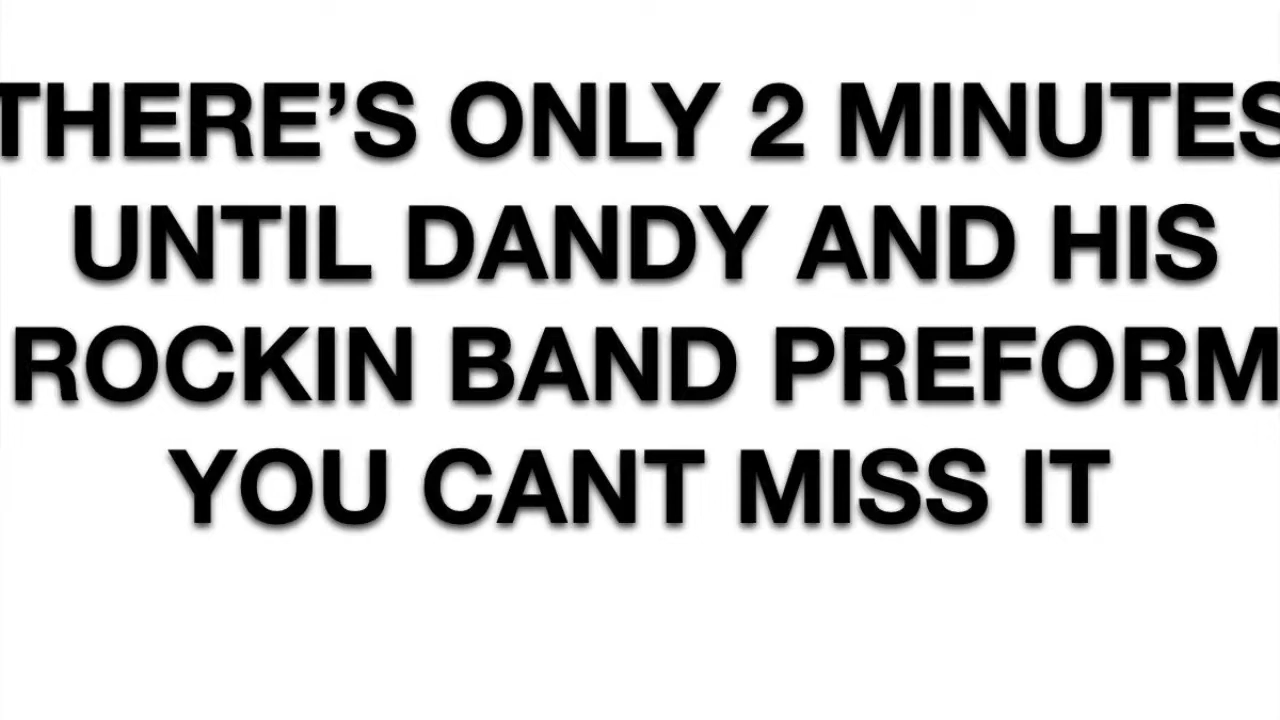 THERE’S ONLY 2 MINUTES
UNTIL DANDY AND HIS
ROCKIN BAND PREFORM
YOU CANT MISS IT